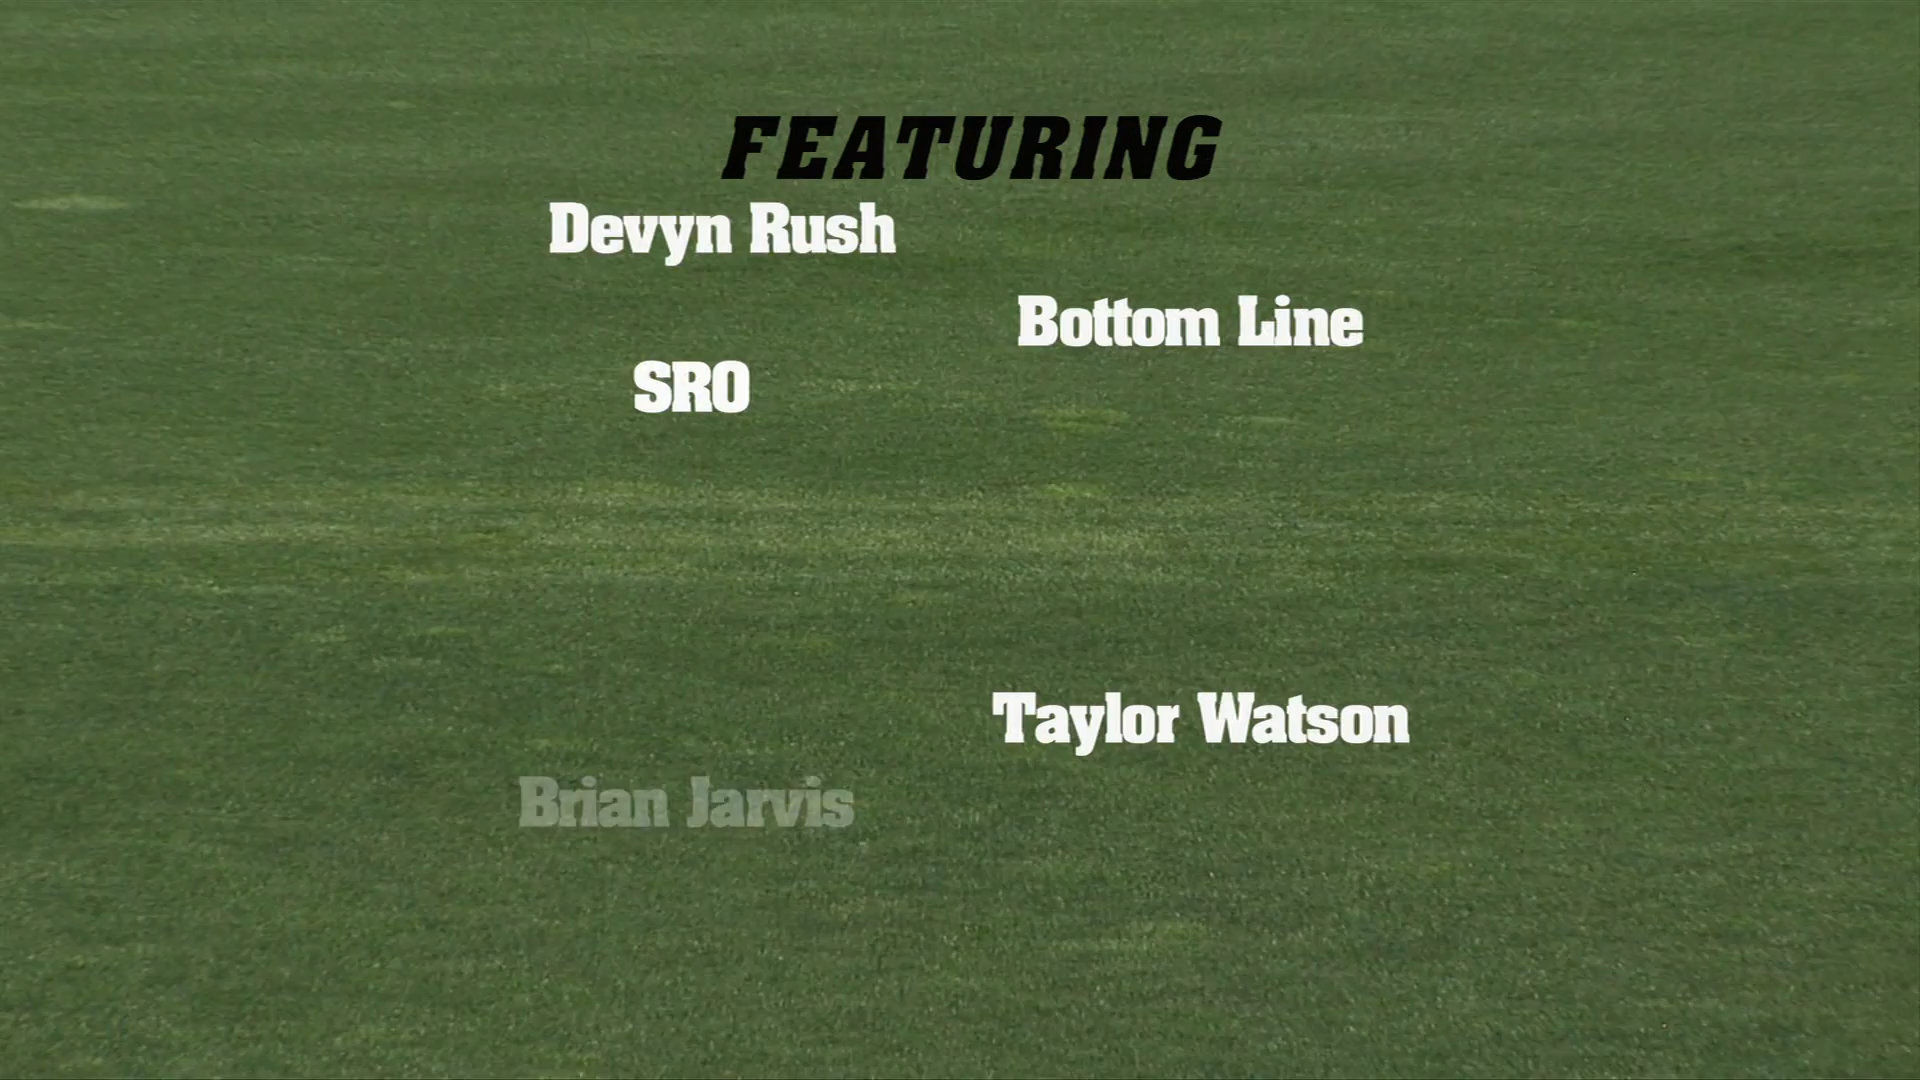 FEATURING
Devyn Rush
Bottom Line
SRO
Taylor Watson
Brian Jarvis